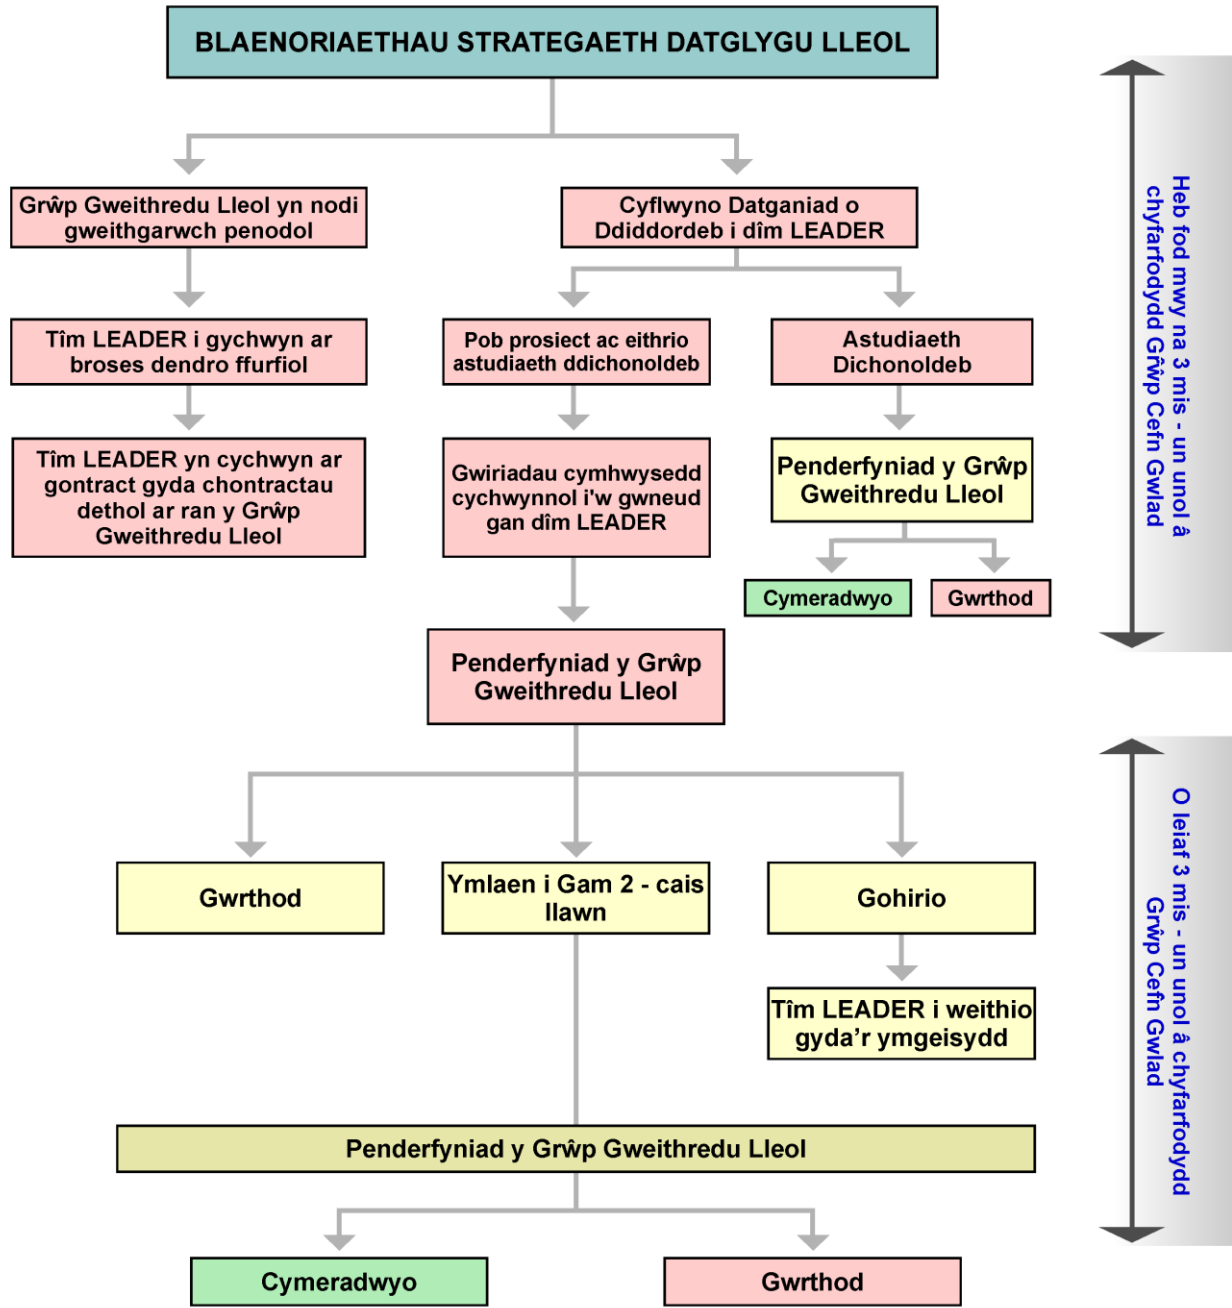 BLAENORIAETHAU STRATEGAETH DATGLYGU LLEOL
Grŵp Gweithredu Lleol yn nodi
gweithgarwch penodol
Cyflwyno Datganiad o
Ddiddordeb i dîm LEADER
Tîm LEADER i gychwyn ar
broses dendro ffurfiol
Pob prosiect ac eithrio
astudiaeth ddichonoldeb
Astudiaeth
Dichonoldeb
Tîm LEADER yn cychwyn ar
gontract gyda chontractau
dethol ar ran y Grŵp
Gweithredu Lleol
Gwiriadau cymhwysedd
cychwynnol i'w gwneud
gan dîm LEADER
Penderfyniad y Grŵp
Gweithredu Lleol
Cymeradwyo
Gwrthod
Penderfyniad y Grŵp
Gweithredu Lleol
Heb fod mwy na 3 mis - un unol â
chyfarfodydd Grŵp Cefn Gwlad
Gwrthod
Ymlaen i Gam 2 - cais
llawn
Gohirio
Tîm LEADER i weithio
gyda’r ymgeisydd
Penderfyniad y Grŵp Gweithredu Lleol
Cymeradwyo
Gwrthod
O leiaf 3 mis - un unol â chyfarfodydd
Grŵp Cefn Gwlad